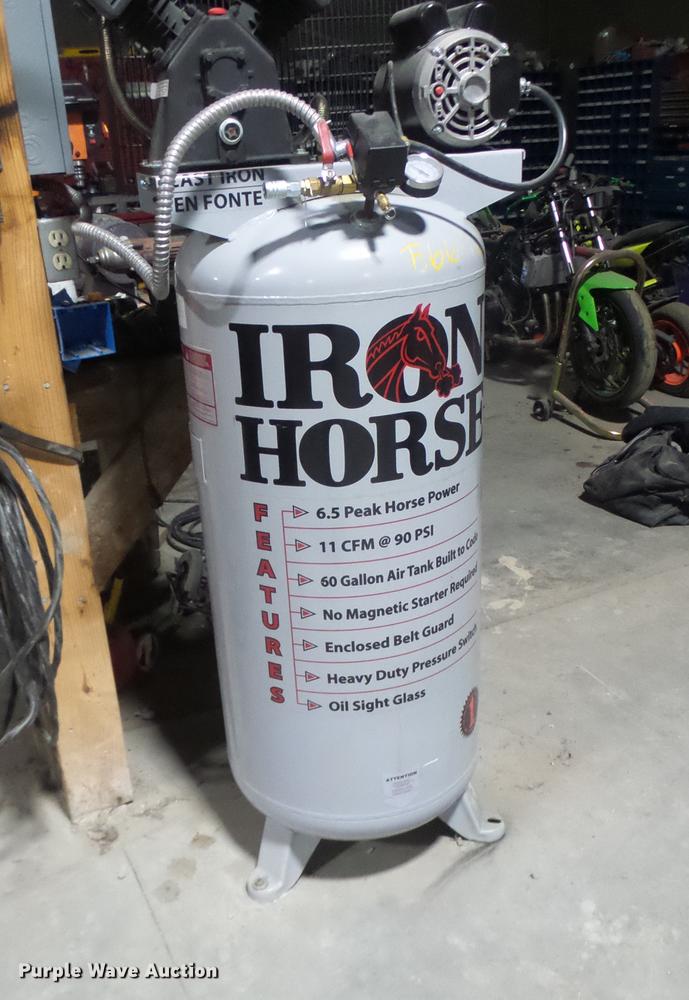 CAST IRON
EN FONTE
IRON
HORSE
FEATURES
6.5 Peak Horse Power
11 CFM @ 90 PSI
60 Gallon Air Tank Built to Code
No Magnetic Starter Required
Enclosed Belt Guard
Heavy Duty Pressure Switch
Oil Sight Glass
1
ATTENTION
Purple Wave Auction